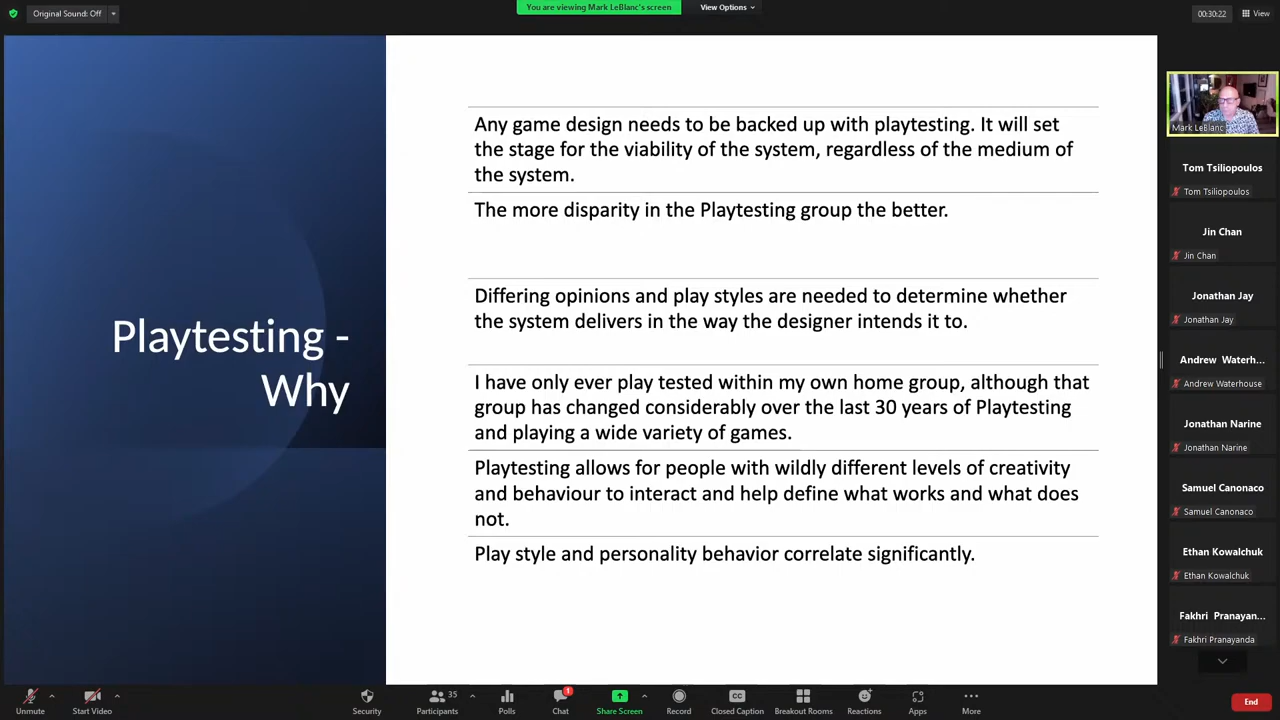 Original Sound: Off
You are viewing Mark LeBlanc's screen
View Options
00:30:22
View
Playtesting -
Why
Any game design needs to be backed up with playtesting. It will set
the stage for the viability of the system, regardless of the medium of
the system.
The more disparity in the Playtesting group the better.
Differing opinions and play styles are needed to determine whether
the system delivers in the way the designer intends it to.
I have only ever play tested within my own home group, although that
group has changed considerably over the last 30 years of Playtesting
and playing a wide variety of games.
Playtesting allows for people with wildly different levels of creativity
and behaviour to interact and help define what works and what does
not.
Play style and personality behavior correlate significantly.
Mark LeBlanc
Tom Tsiliopoulos
Tom Tsiliopoulos
Jin Chan
Jin Chan
Jonathan Jay
Jonathan Jay
Andrew Waterh...
Andrew Waterhouse
Jonathan Narine
Jonathan Narine
Samuel Canonaco
Samuel Canonaco
Ethan Kowalchuk
Ethan Kowalchuk
Fakhri Pranayan...
Fakhri Pranayanda
Unmute
Start Video
Security
Participants
35
Polls
Chat
1
Share Screen
Record
CC
Closed Caption
Breakout Rooms
Reactions
Apps
More
End